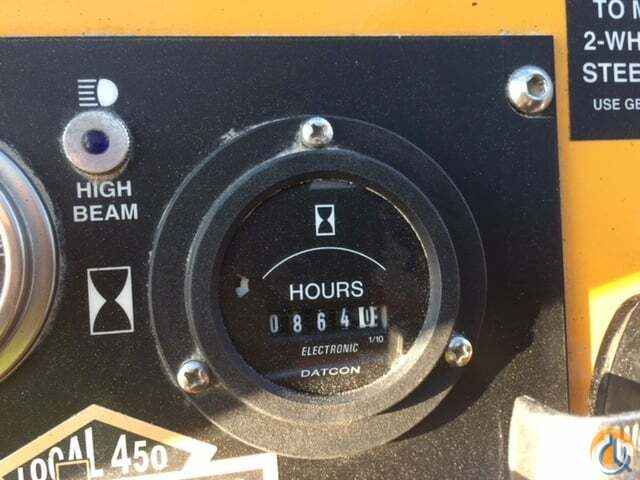 TO M
2-WH
STEE
USE GE
HIGH
BEAM
HOURS
0864
1/10
ELECTRONIC
DATCON
LOCAL 450